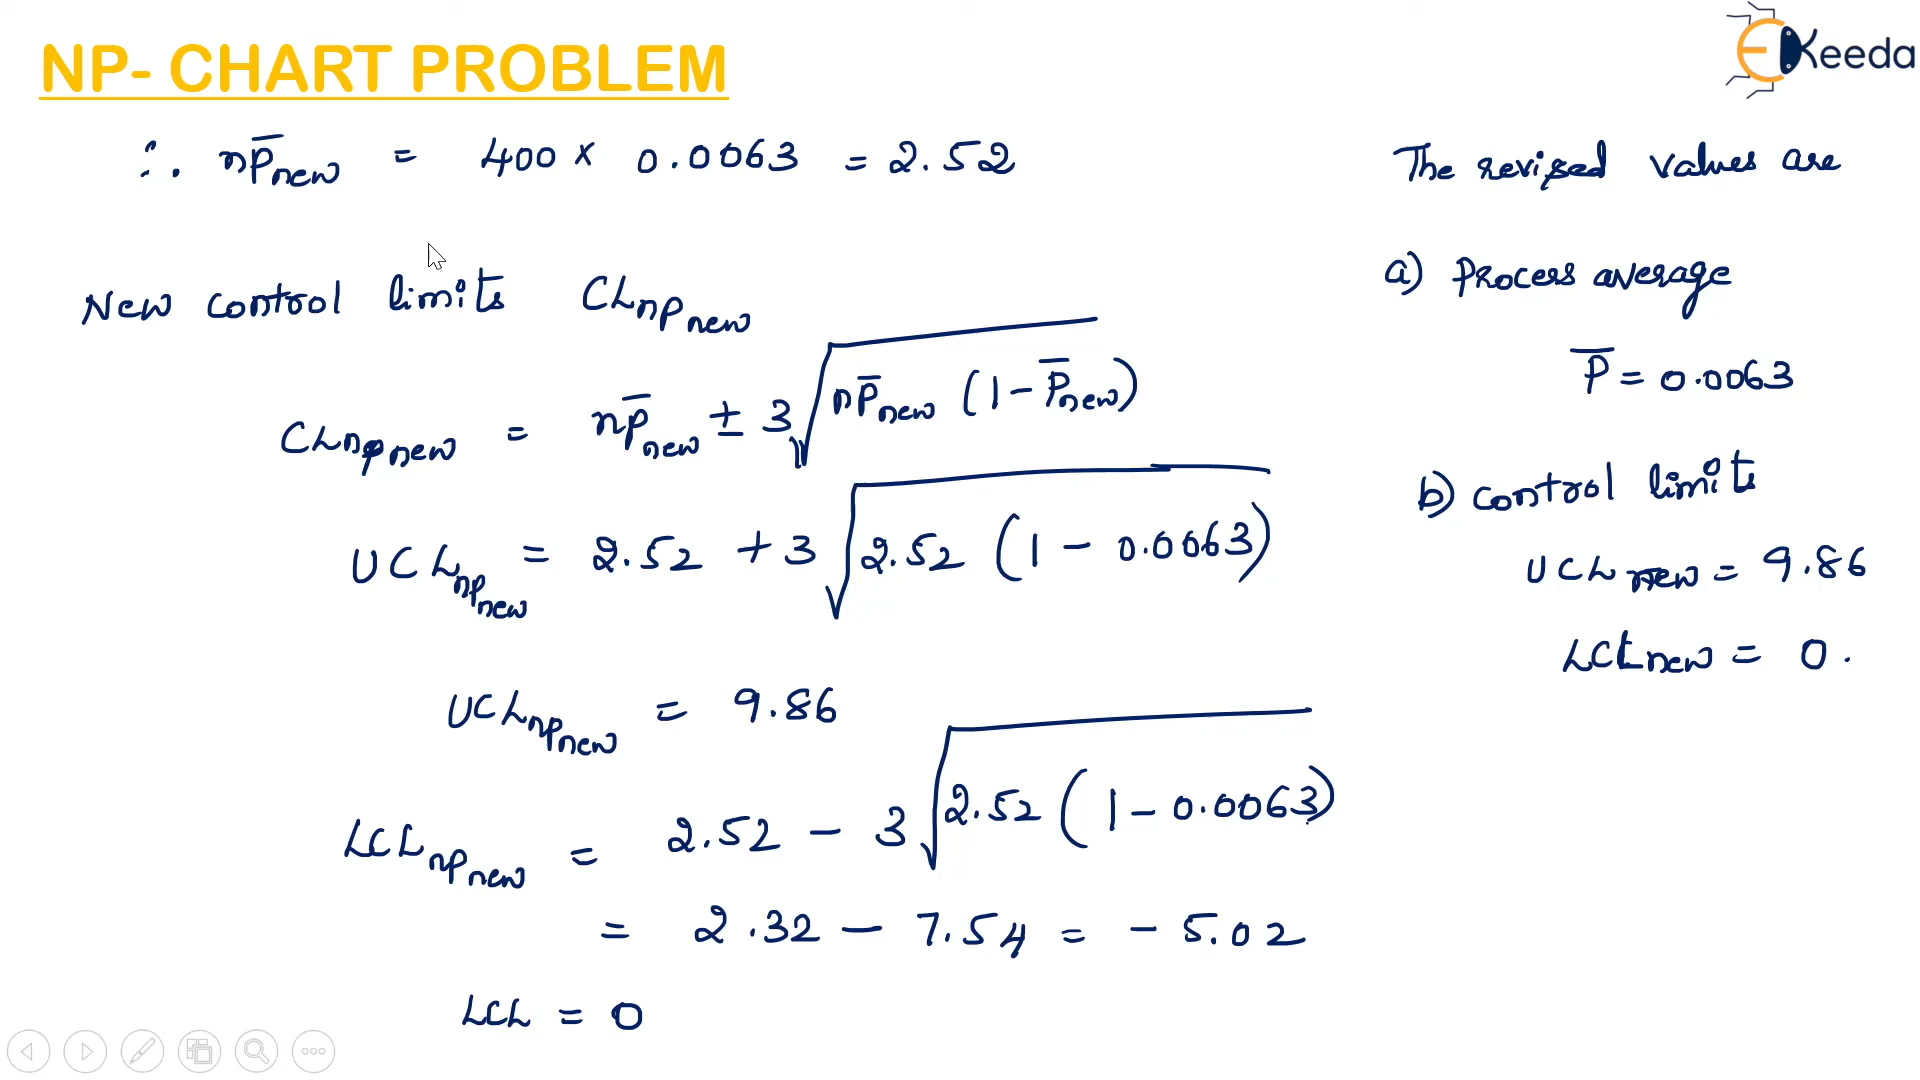 NP- CHART PROBLEM
EKeeda
∴ np̄new = 400 × 0.0063 = 2.52
New control limits CLnpnew
CLnpnew = np̄new ± 3√np̄new (1 - P̄new)
UCLnpnew = 2.52 + 3√2.52 (1 - 0.0063)
UCLnpnew = 9.86
LCLnpnew = 2.52 - 3√2.52 (1 - 0.0063)
= 2.32 - 7.54 = - 5.02
LCL = 0
The revised values are
a) Process average
P̄ = 0.0063
b) control limits
UCLnew = 9.86
LCLnew = 0.